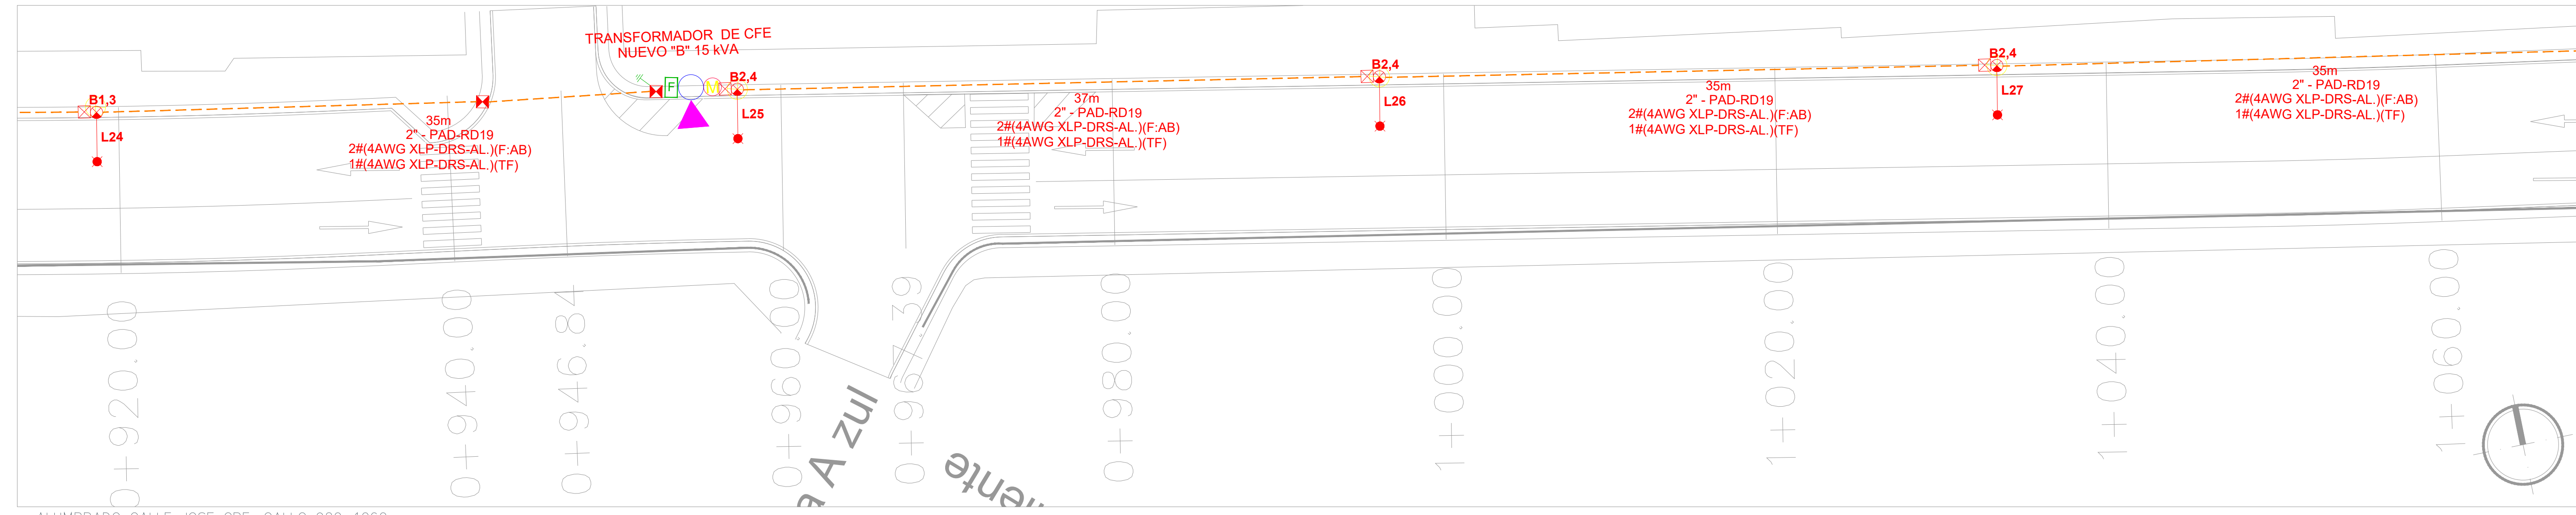 TRANSFORMADOR DE CFE
NUEVO "B" 15 kVA
B1,3
L24
35m
2" - PAD-RD19
2#(4AWG XLP-DRS-AL.)(F:AB)
1#(4AWG XLP-DRS-AL.)(TF)
F
M
B2,4
L25
37m
2" - PAD-RD19
2#(4AWG XLP-DRS-AL.)(F:AB)
1#(4AWG XLP-DRS-AL.)(TF)
B2,4
L26
35m
2" - PAD-RD19
2#(4AWG XLP-DRS-AL.)(F:AB)
1#(4AWG XLP-DRS-AL.)(TF)
B2,4
L27
35m
2" - PAD-RD19
2#(4AWG XLP-DRS-AL.)(F:AB)
1#(4AWG XLP-DRS-AL.)(TF)
0+920.00
0+940.00
0+946.84
0+960.00
0+967.39
0+980.00
1+000.00
1+020.00
1+040.00
1+060.00